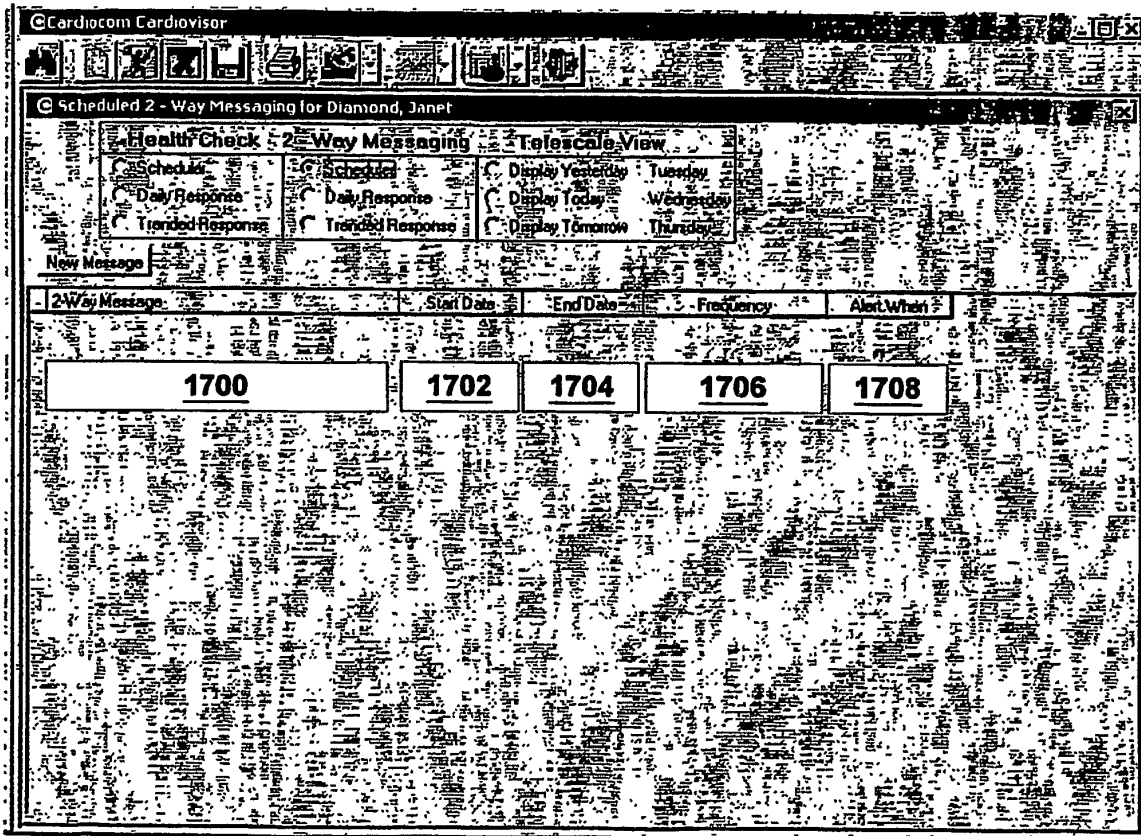 Cardiocom Cardiovisor
Scheduled 2 - Way Messaging for Diamond, Janet
Health Check - 2 - Way Messaging Telescale View
Scheduler Scheduler Display Yesterday Tuesday
Daily Response Daily Response Display Today Wednesday
Trended Response Trended Response Display Tomorrow Thursday
New Message
2-Way Message Start Date End Date Frequency Alert When
1700 1702 1704 1706 1708